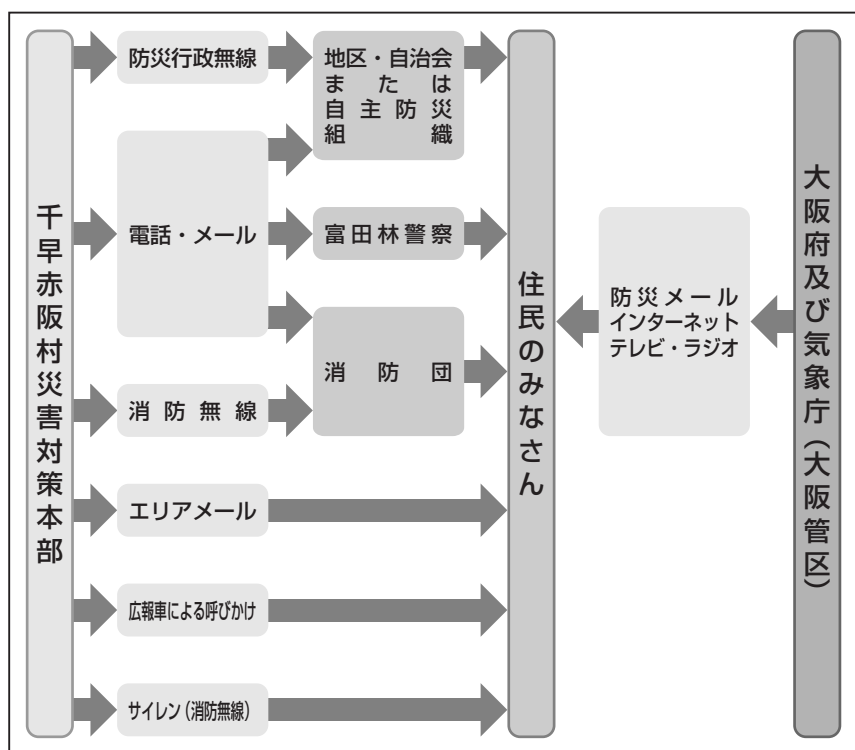 千早赤阪村災害対策本部
防災行政無線
電話・メール
消防無線
エリアメール
広報車による呼びかけ
サイレン(消防無線)
地区・自治会
または
自主防災
組織
富田林警察
消防団
住民のみなさん
防災メール
インターネット
テレビ・ラジオ
大阪府及び気象庁(大阪管区)